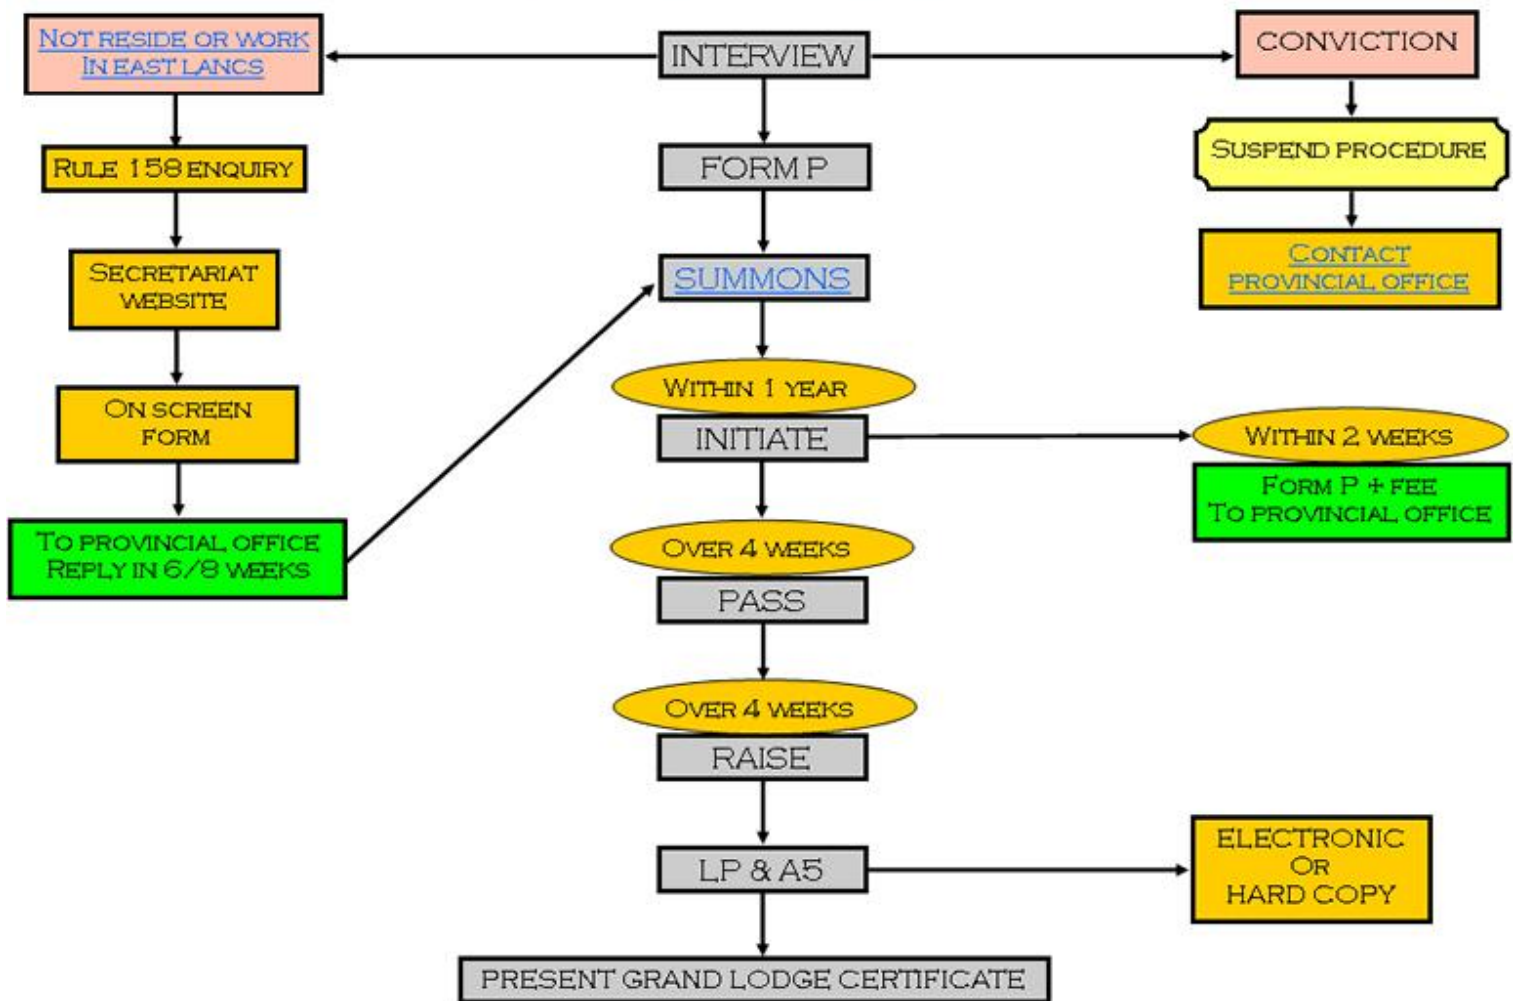 NOT RESIDE OR WORK
IN EAST LANCS
INTERVIEW
CONVICTION
RULE 158 ENQUIRY
FORM P
SUSPEND PROCEDURE
SECRETARIAT
WEBSITE
SUMMONS
CONTACT
PROVINCIAL OFFICE
ON SCREEN
FORM
WITHIN 1 YEAR
INITIATE
WITHIN 2 WEEKS
FORM P + FEE
TO PROVINCIAL OFFICE
TO PROVINCIAL OFFICE
REPLY IN 6/8 WEEKS
OVER 4 WEEKS
PASS
OVER 4 WEEKS
RAISE
LP & A5
ELECTRONIC
OR
HARD COPY
PRESENT GRAND LODGE CERTIFICATE